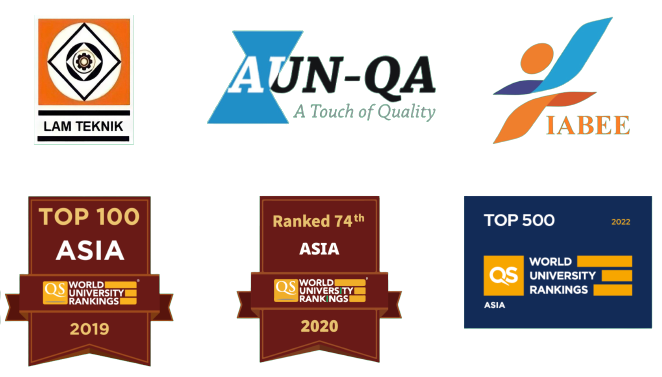 LAM TEKNIK
AUN-QA
A Touch of Quality
IABEE
TOP 100
ASIA
QS WORLD
UNIVERSITY
RANKINGS
2019
Ranked 74th
ASIA
QS WORLD
UNIVERSITY
RANKINGS
2020
TOP 500
2022
QS WORLD
UNIVERSITY
RANKINGS
ASIA